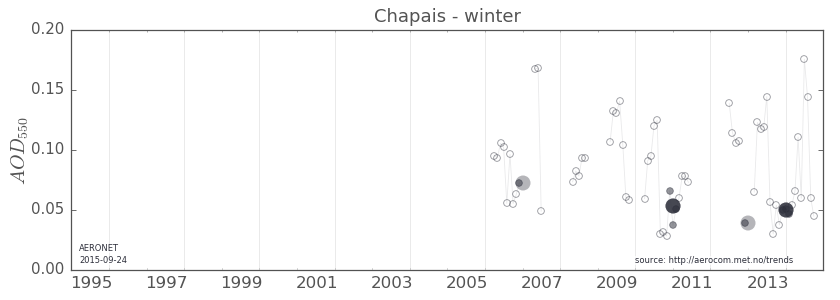 Chapais - winter
0.20
0.15
0.10
0.05
0.00
AOD550
AERONET
2015-09-24
source: http://aerocom.met.no/trends
1995 1997 1999 2001 2003 2005 2007 2009 2011 2013